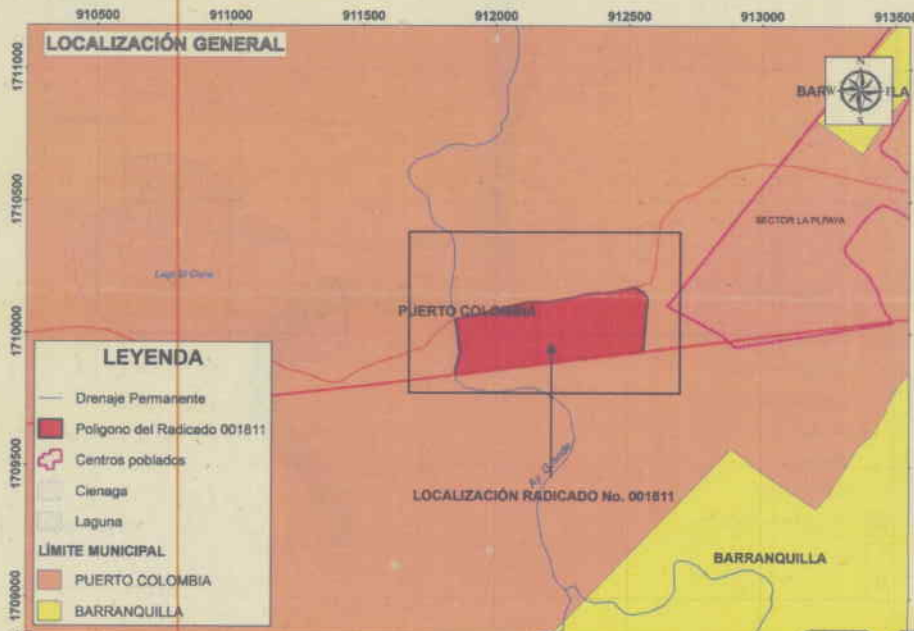 910500 911000 911500 912000 912500 913000 913500
LOCALIZACIÓN GENERAL
1711000
1710500
1710000
1709500
1709000
W
N
SECTOR LA PLPAYA
PUERTO COLOMBIA
LEYENDA
Drenaje Permanente
Poligono del Radicado 001811
Centros poblados
Cienaga
Laguna
LÍMITE MUNICIPAL
PUERTO COLOMBIA
BARRANQUILLA
LOCALIZACIÓN RADICADO No. 001811
BARRANQUILLA